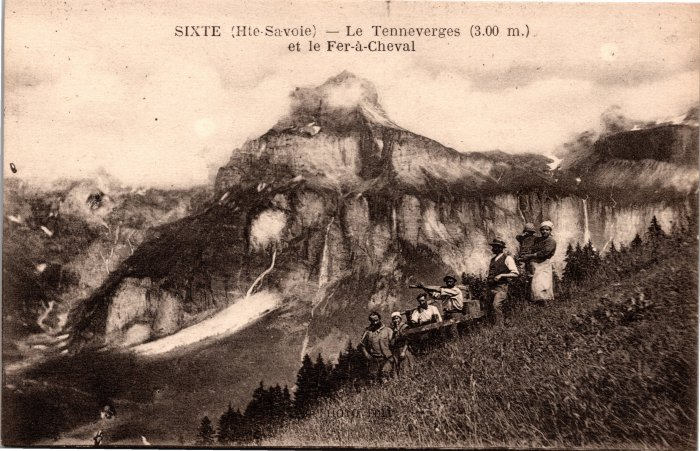 SIXTE (Hte-Savoie) — Le Tenneverges (3.00 m.)
et le Fer-à-Cheval